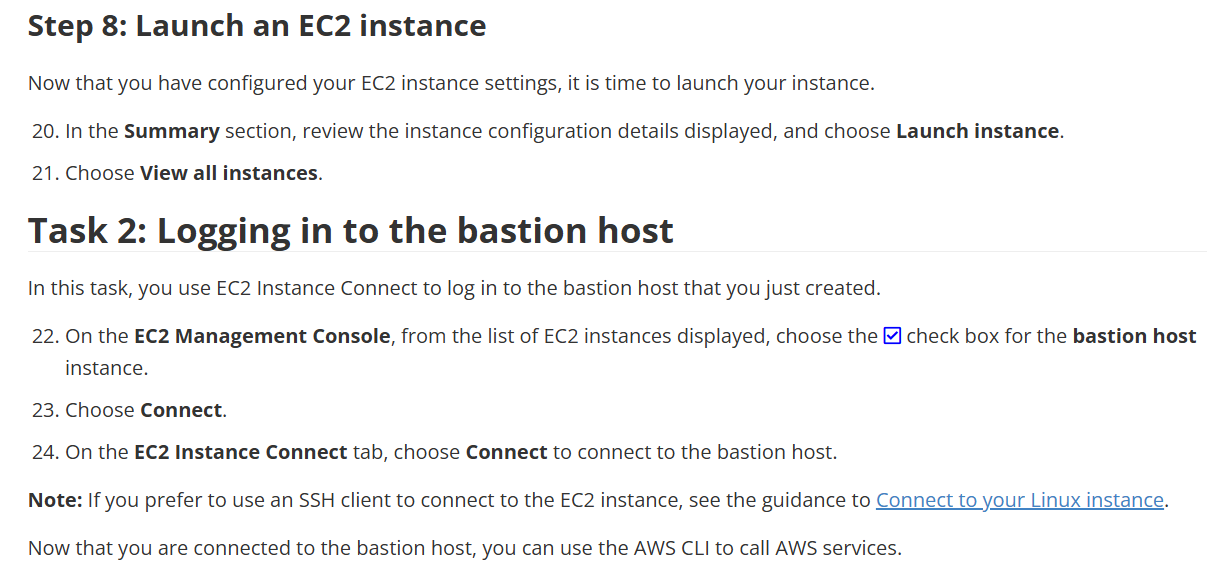 Step 8: Launch an EC2 instance
Now that you have configured your EC2 instance settings, it is time to launch your instance.
20. In the Summary section, review the instance configuration details displayed, and choose Launch instance.
21. Choose View all instances.
Task 2: Logging in to the bastion host
In this task, you use EC2 Instance Connect to log in to the bastion host that you just created.
22. On the EC2 Management Console, from the list of EC2 instances displayed, choose the check box for the bastion host
instance.
23. Choose Connect.
24. On the EC2 Instance Connect tab, choose Connect to connect to the bastion host.
Note: If you prefer to use an SSH client to connect to the EC2 instance, see the guidance to Connect to your Linux instance.
Now that you are connected to the bastion host, you can use the AWS CLI to call AWS services.